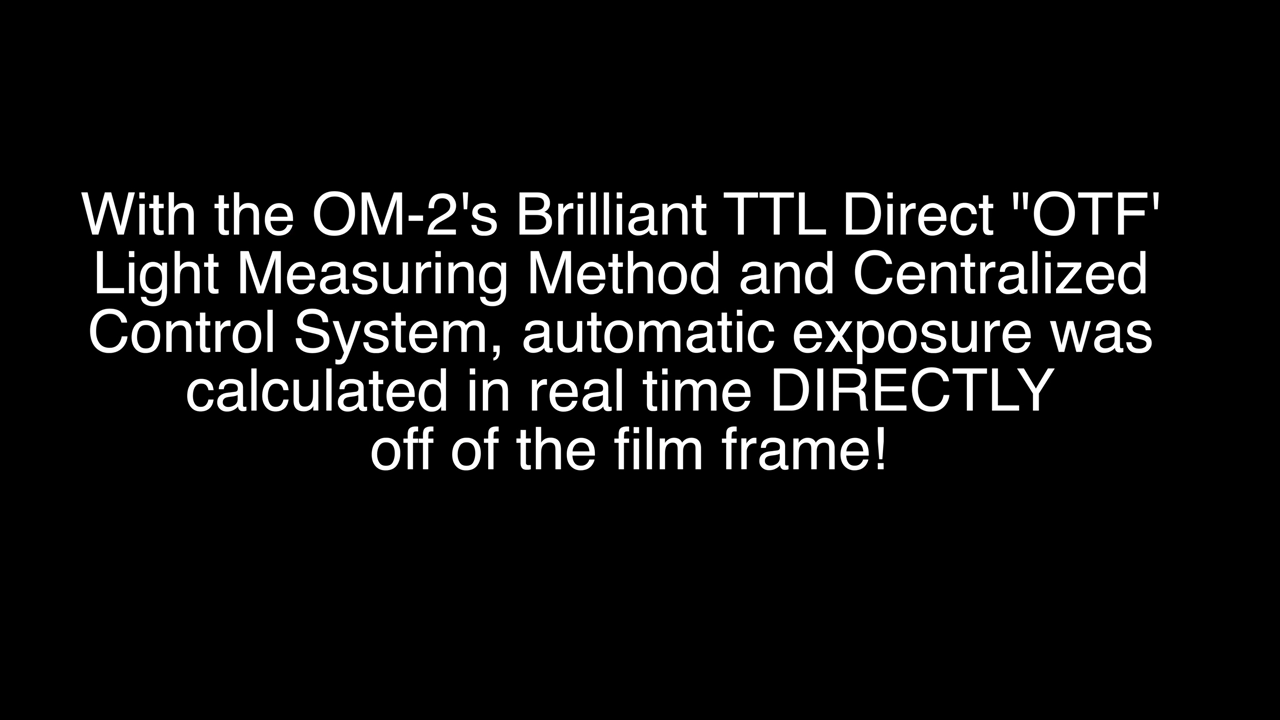 With the OM-2's Brilliant TTL Direct "OTF'
Light Measuring Method and Centralized
Control System, automatic exposure was
calculated in real time DIRECTLY
off of the film frame!